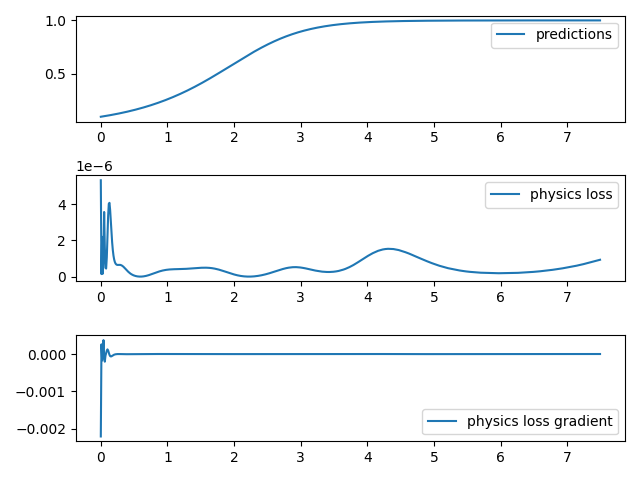 1.0
0.5
predictions
0 1 2 3 4 5 6 7
1e−6
4
2
0
physics loss
0 1 2 3 4 5 6 7
0.000
−0.001
−0.002
physics loss gradient
0 1 2 3 4 5 6 7